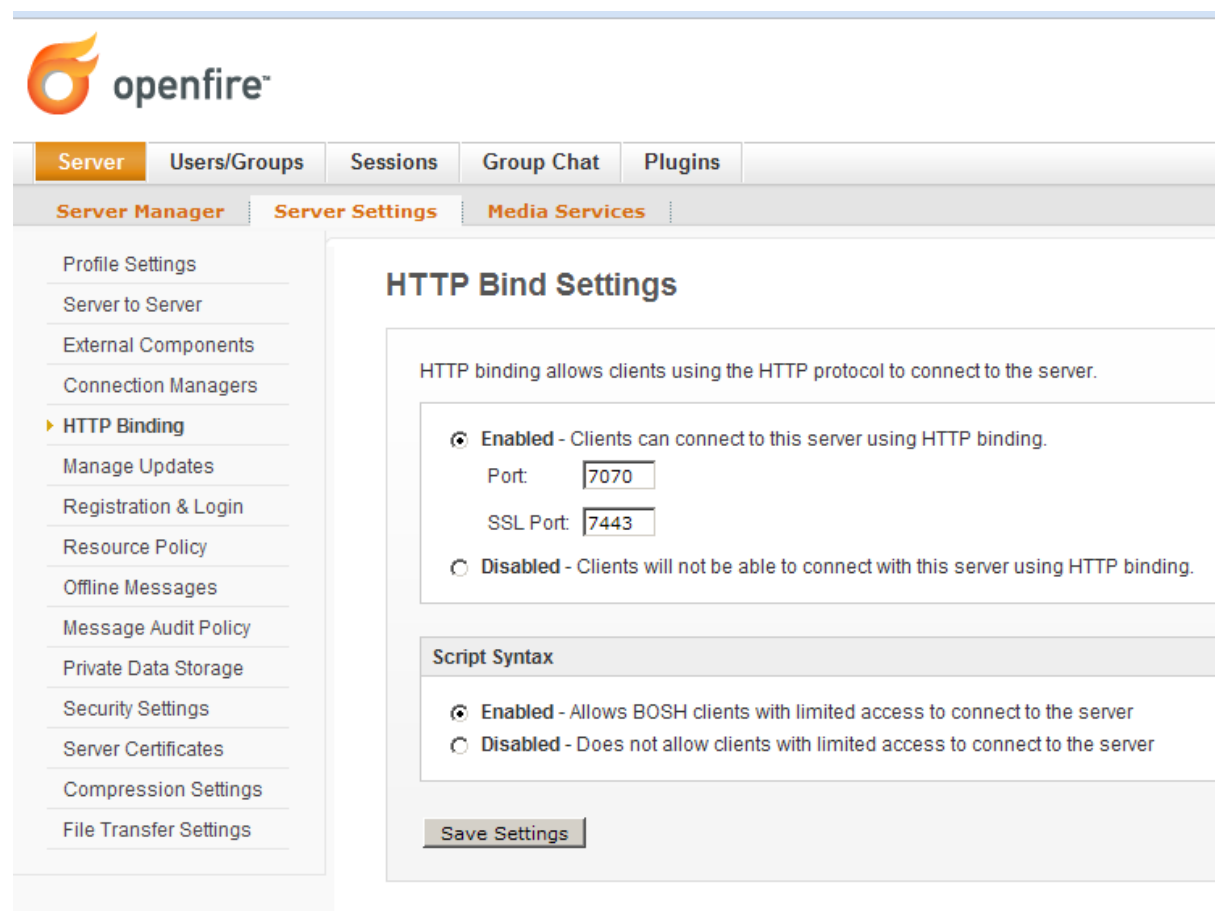 openfire™
Server Users/Groups Sessions Group Chat Plugins
Server Manager Server Settings Media Services
Profile Settings
Server to Server
External Components
Connection Managers
HTTP Binding
Manage Updates
Registration & Login
Resource Policy
Offline Messages
Message Audit Policy
Private Data Storage
Security Settings
Server Certificates
Compression Settings
File Transfer Settings
HTTP Bind Settings
HTTP binding allows clients using the HTTP protocol to connect to the server.
Enabled - Clients can connect to this server using HTTP binding.
Port: 7070
SSL Port: 7443
Disabled - Clients will not be able to connect with this server using HTTP binding.
Script Syntax
Enabled - Allows BOSH clients with limited access to connect to the server
Disabled - Does not allow clients with limited access to connect to the server
Save Settings